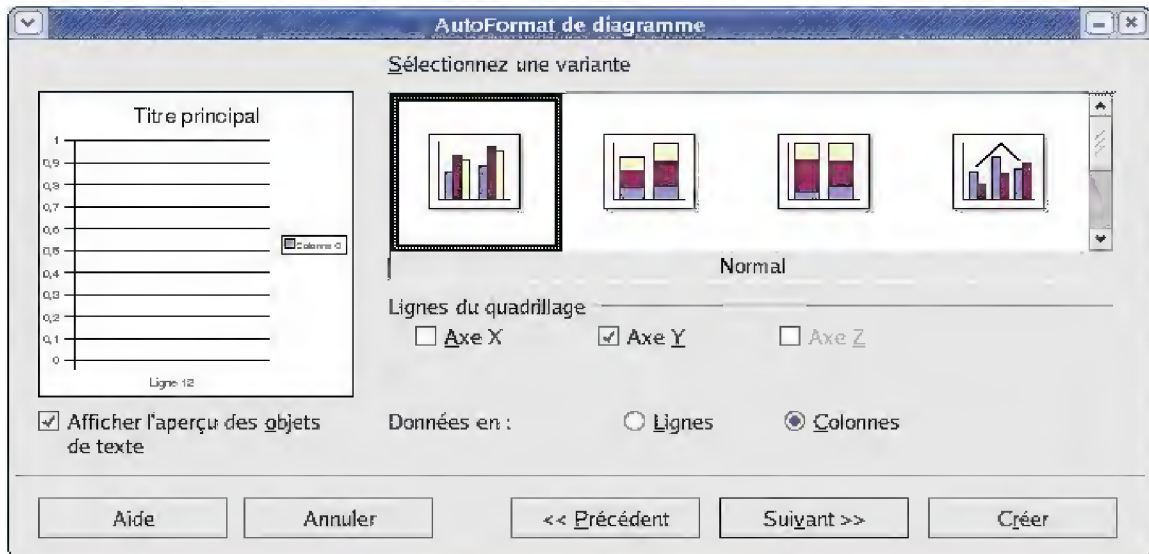 AutoFormat de diagramme
Sélectionnez une variante
Titre principal
1
0,9
0,8
0,7
0,6
0,5
0,4
0,3
0,2
0,1
0
Colonne
Ligne 12
Normal
Lignes du quadrillage
Axe X
Axe Y
Axe Z
Afficher l'aperçu des objets
de texte
Données en :
Lignes
Colonnes
Aide
Annuler
<< Précédent
Suivant >>
Créer